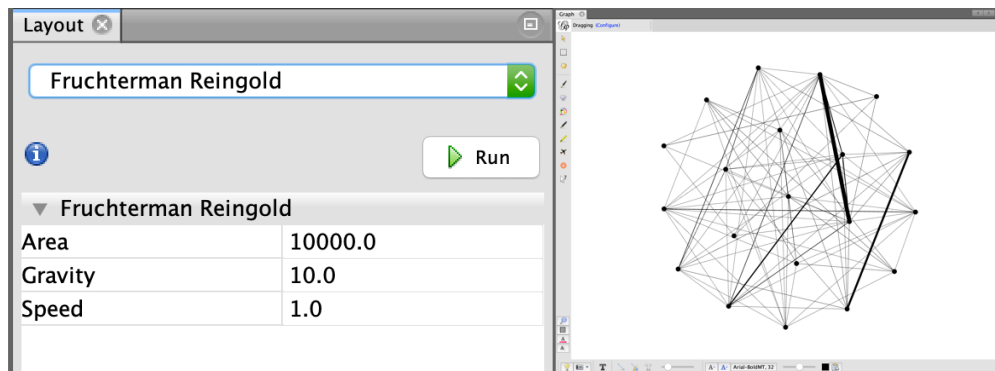 Layout
Fruchterman Reingold
Run
Fruchterman Reingold
Area 10000.0
Gravity 10.0
Speed 1.0
Graph
Dragging (Configure)
T
A- A- Arial-BoldMT, 32